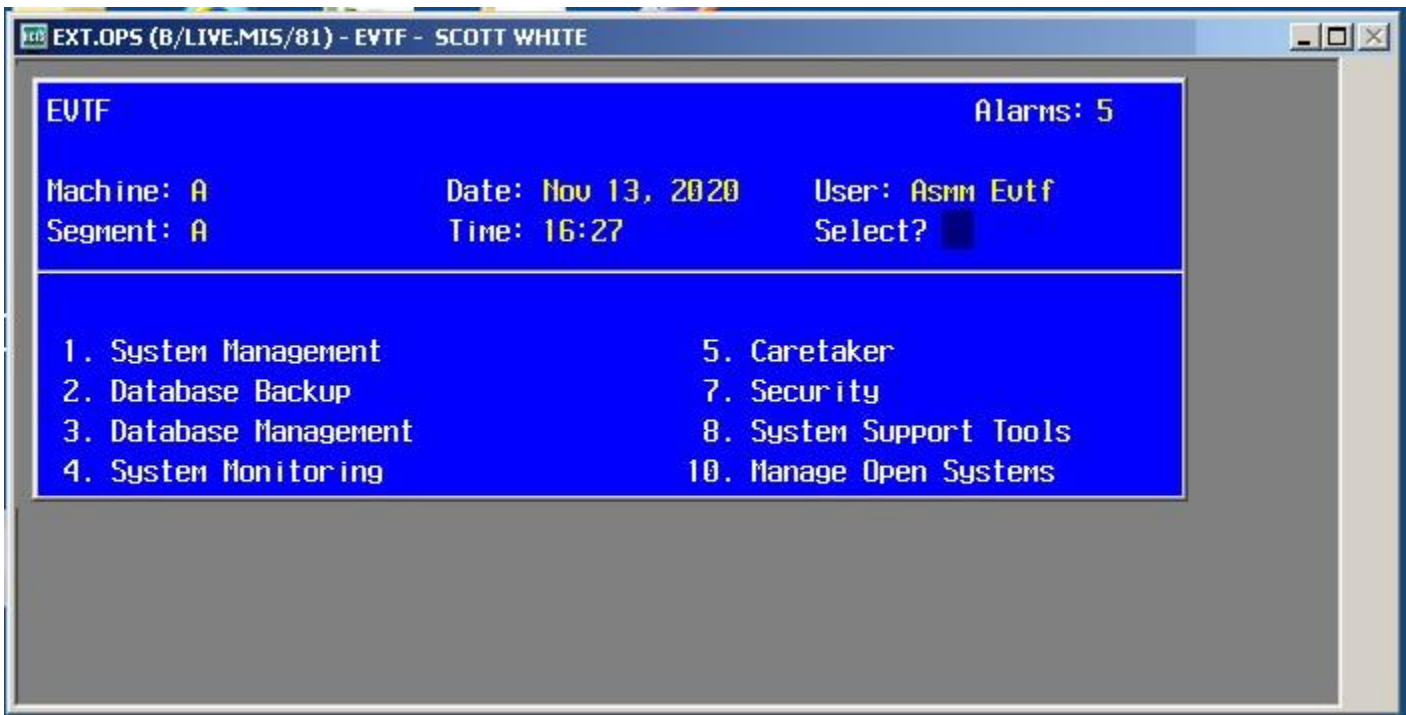 EXT.OPS (B/LIVE.MIS/81) - EVTF - SCOTT WHITE
EVTF Alarms: 5
Machine: A Date: Nov 13, 2020 User: Asmm Evtf
Segment: A Time: 16:27 Select?
1. System Management 5. Caretaker
2. Database Backup 7. Security
3. Database Management 8. System Support Tools
4. System Monitoring 10. Manage Open Systems